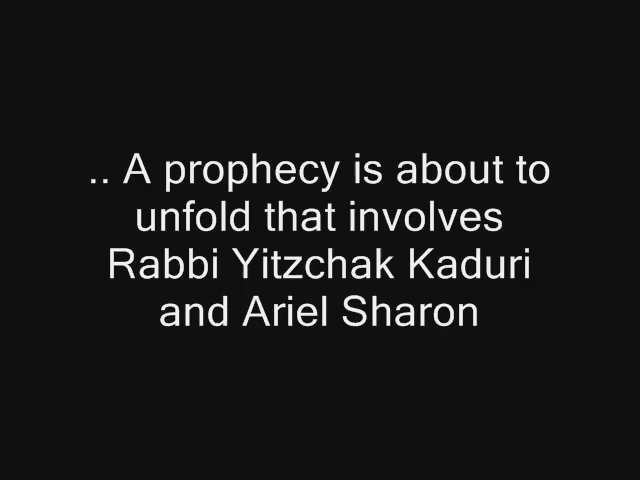 .. A prophecy is about to
unfold that involves
Rabbi Yitzchak Kaduri
and Ariel Sharon